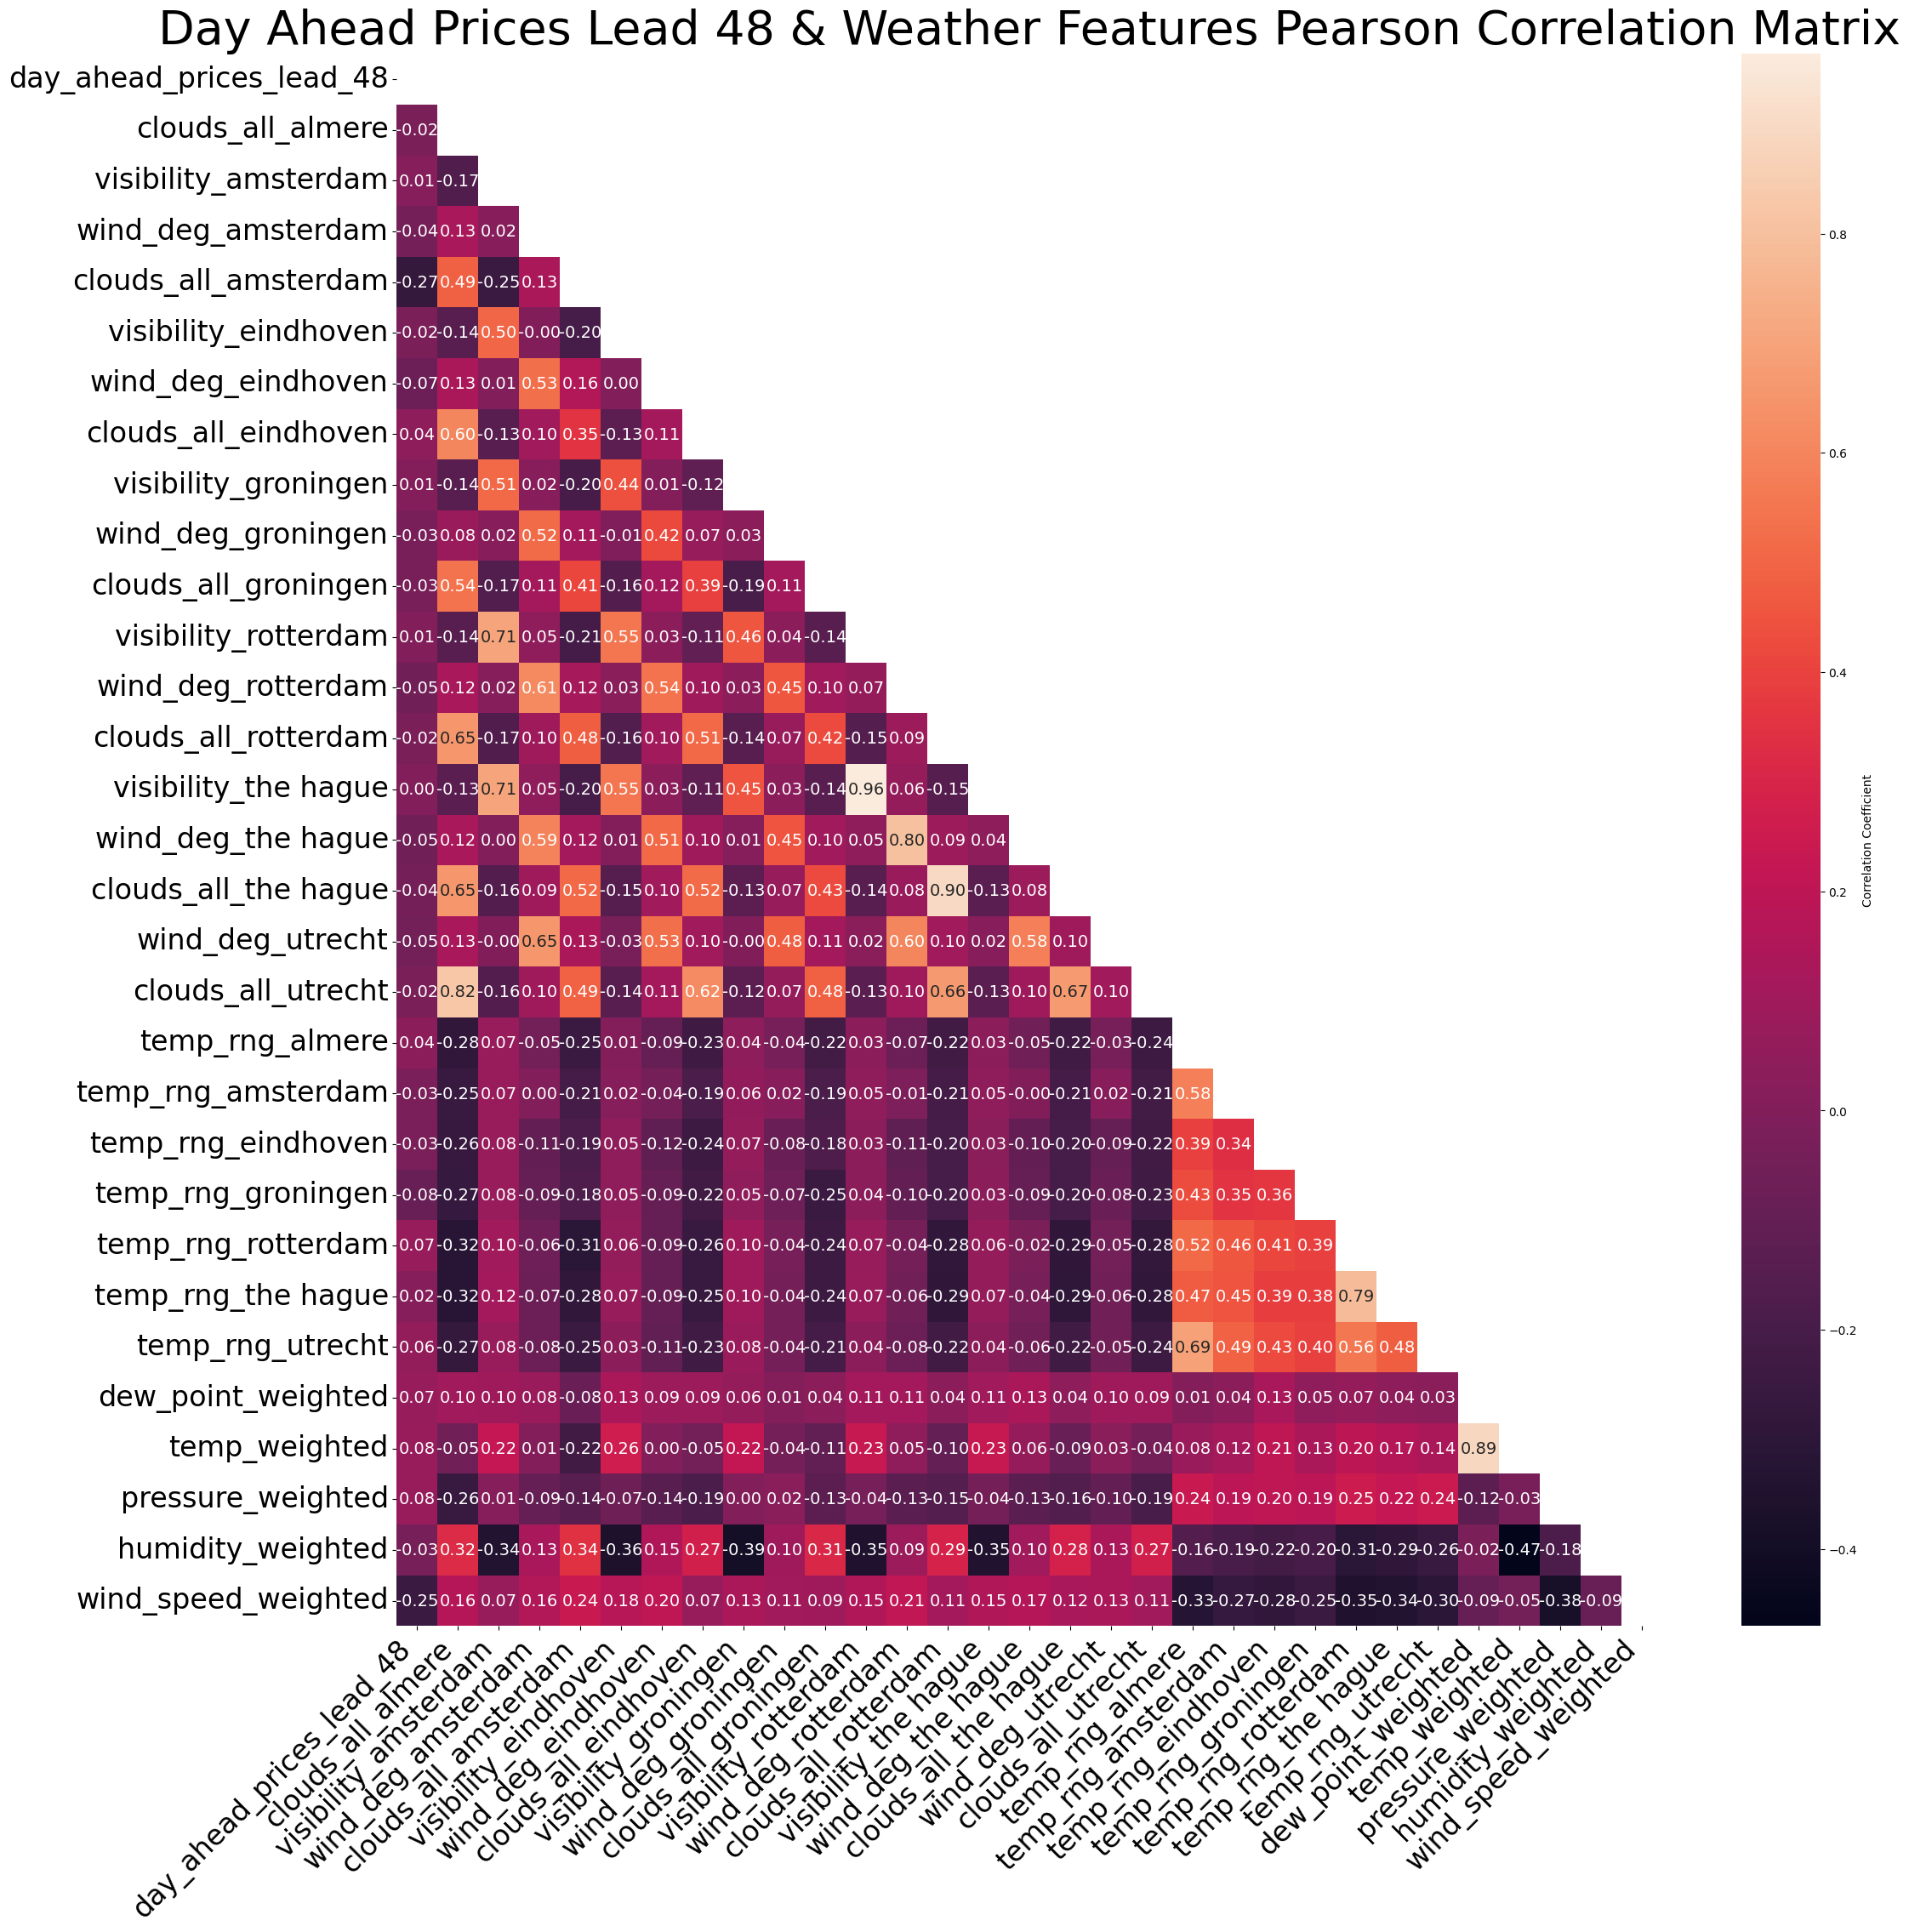 Day Ahead Prices Lead 48 & Weather Features Pearson Correlation Matrix
day_ahead_prices_lead_48
clouds_all_almere -0.02
visibility_amsterdam 0.01 -0.17
wind_deg_amsterdam -0.04 0.13 0.02
clouds_all_amsterdam -0.27 0.49 -0.25 0.13
visibility_eindhoven -0.02 -0.14 0.50 -0.00 -0.20
wind_deg_eindhoven -0.07 0.13 0.01 0.53 0.16 0.00
clouds_all_eindhoven 0.04 0.60 -0.13 0.10 0.35 -0.13 0.11
visibility_groningen 0.01 -0.14 0.51 0.02 -0.20 0.44 0.01 -0.12
wind_deg_groningen -0.03 0.08 0.02 0.52 0.11 -0.01 0.42 0.07 0.03
clouds_all_groningen -0.03 0.54 -0.17 0.11 0.41 -0.16 0.12 0.39 -0.19 0.11
visibility_rotterdam 0.01 -0.14 0.71 0.05 -0.21 0.55 0.03 -0.11 0.46 0.04 -0.14
wind_deg_rotterdam -0.05 0.12 0.02 0.61 0.12 0.03 0.54 0.10 0.03 0.45 0.10 0.07
clouds_all_rotterdam -0.02 0.65 -0.17 0.10 0.48 -0.16 0.10 0.51 -0.14 0.07 0.42 -0.15 0.09
visibility_the hague 0.00 -0.13 0.71 0.05 -0.20 0.55 0.03 -0.11 0.45 0.03 -0.14 0.96 0.06 -0.15
wind_deg_the hague -0.05 0.12 0.00 0.59 0.12 0.01 0.51 0.10 0.01 0.45 0.10 0.05 0.80 0.09 0.04
clouds_all_the hague -0.04 0.65 -0.16 0.09 0.52 -0.15 0.10 0.52 -0.13 0.07 0.43 -0.14 0.08 0.90 -0.13 0.08
wind_deg_utrecht -0.05 0.13 -0.00 0.65 0.13 -0.03 0.53 0.10 -0.00 0.48 0.11 0.02 0.60 0.10 0.02 0.58 0.10
clouds_all_utrecht -0.02 0.82 -0.16 0.10 0.49 -0.14 0.11 0.62 -0.12 0.07 0.48 -0.13 0.10 0.66 -0.13 0.10 0.67 0.10
temp_rng_almere 0.04 -0.28 0.07 -0.05 -0.25 0.01 -0.09 -0.23 0.04 -0.04 -0.22 0.03 -0.07 -0.22 0.03 -0.05 -0.22 -0.03 -0.24
temp_rng_amsterdam -0.03 -0.25 0.07 0.00 -0.21 0.02 -0.04 -0.19 0.06 0.02 -0.19 0.05 -0.01 -0.21 0.05 -0.00 -0.21 0.02 -0.21 0.58
temp_rng_eindhoven -0.03 -0.26 0.08 -0.11 -0.19 0.05 -0.12 -0.24 0.07 -0.08 -0.18 0.03 -0.11 -0.20 0.03 -0.10 -0.20 -0.09 -0.22 0.39 0.34
temp_rng_groningen -0.08 -0.27 0.08 -0.09 -0.18 0.05 -0.09 -0.22 0.05 -0.07 -0.25 0.04 -0.10 -0.20 0.03 -0.09 -0.20 -0.08 -0.23 0.43 0.35 0.36
temp_rng_rotterdam 0.07 -0.32 0.10 -0.06 -0.31 0.06 -0.09 -0.26 0.10 -0.04 -0.24 0.07 -0.04 -0.28 0.06 -0.02 -0.29 -0.05 -0.28 0.52 0.46 0.41 0.39
temp_rng_the hague 0.02 -0.32 0.12 -0.07 -0.28 0.07 -0.09 -0.25 0.10 -0.04 -0.24 0.07 -0.06 -0.29 0.07 -0.04 -0.29 -0.06 -0.28 0.47 0.45 0.39 0.38 0.79
temp_rng_utrecht 0.06 -0.27 0.08 -0.08 -0.25 0.03 -0.11 -0.23 0.08 -0.04 -0.21 0.04 -0.08 -0.22 0.04 -0.06 -0.22 -0.05 -0.24 0.69 0.49 0.43 0.40 0.56 0.48
dew_point_weighted 0.07 0.10 0.10 0.08 -0.08 0.13 0.09 0.09 0.06 0.01 0.04 0.11 0.11 0.04 0.11 0.13 0.04 0.10 0.09 0.01 0.04 0.13 0.05 0.07 0.04 0.03
temp_weighted 0.08 -0.05 0.22 0.01 -0.22 0.26 0.00 -0.05 0.22 -0.04 -0.11 0.23 0.05 -0.10 0.23 0.06 -0.09 0.03 -0.04 0.08 0.12 0.21 0.13 0.20 0.17 0.14 0.89
pressure_weighted 0.08 -0.26 0.01 -0.09 -0.14 -0.07 -0.14 -0.19 0.00 0.02 -0.13 -0.04 -0.13 -0.15 -0.04 -0.13 -0.16 -0.10 -0.19 0.24 0.19 0.20 0.19 0.25 0.22 0.24 -0.12 -0.03
humidity_weighted -0.03 0.32 -0.34 0.13 0.34 -0.36 0.15 0.27 -0.39 0.10 0.31 -0.35 0.09 0.29 -0.35 0.10 0.28 0.13 0.27 -0.16 -0.19 -0.22 -0.20 -0.31 -0.29 -0.26 -0.02 -0.47 -0.18
wind_speed_weighted -0.25 0.16 0.07 0.16 0.24 0.18 0.20 0.07 0.13 0.11 0.09 0.15 0.21 0.11 0.15 0.17 0.12 0.13 0.11 -0.33 -0.27 -0.28 -0.25 -0.35 -0.34 -0.30 -0.09 -0.05 -0.38 -0.09
day_ahead_prices_lead_48
clouds_all_almere
visibility_amsterdam
wind_deg_amsterdam
clouds_all_amsterdam
visibility_eindhoven
wind_deg_eindhoven
clouds_all_eindhoven
visibility_groningen
wind_deg_groningen
clouds_all_groningen
visibility_rotterdam
wind_deg_rotterdam
clouds_all_rotterdam
visibility_the hague
wind_deg_the hague
clouds_all_the hague
wind_deg_utrecht
clouds_all_utrecht
temp_rng_almere
temp_rng_amsterdam
temp_rng_eindhoven
temp_rng_groningen
temp_rng_rotterdam
temp_rng_the hague
temp_rng_utrecht
dew_point_weighted
temp_weighted
pressure_weighted
humidity_weighted
wind_speed_weighted
0.8
0.6
0.4
0.2
0.0
−0.2
−0.4
Correlation Coefficient